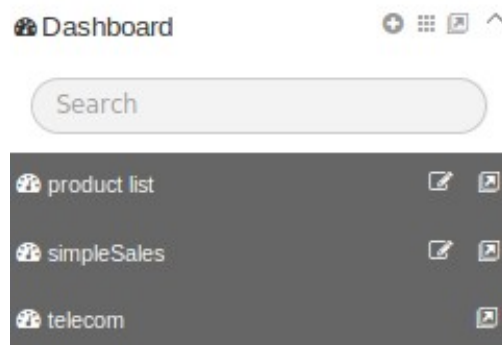 Dashboard
Search
product list
simpleSales
telecom